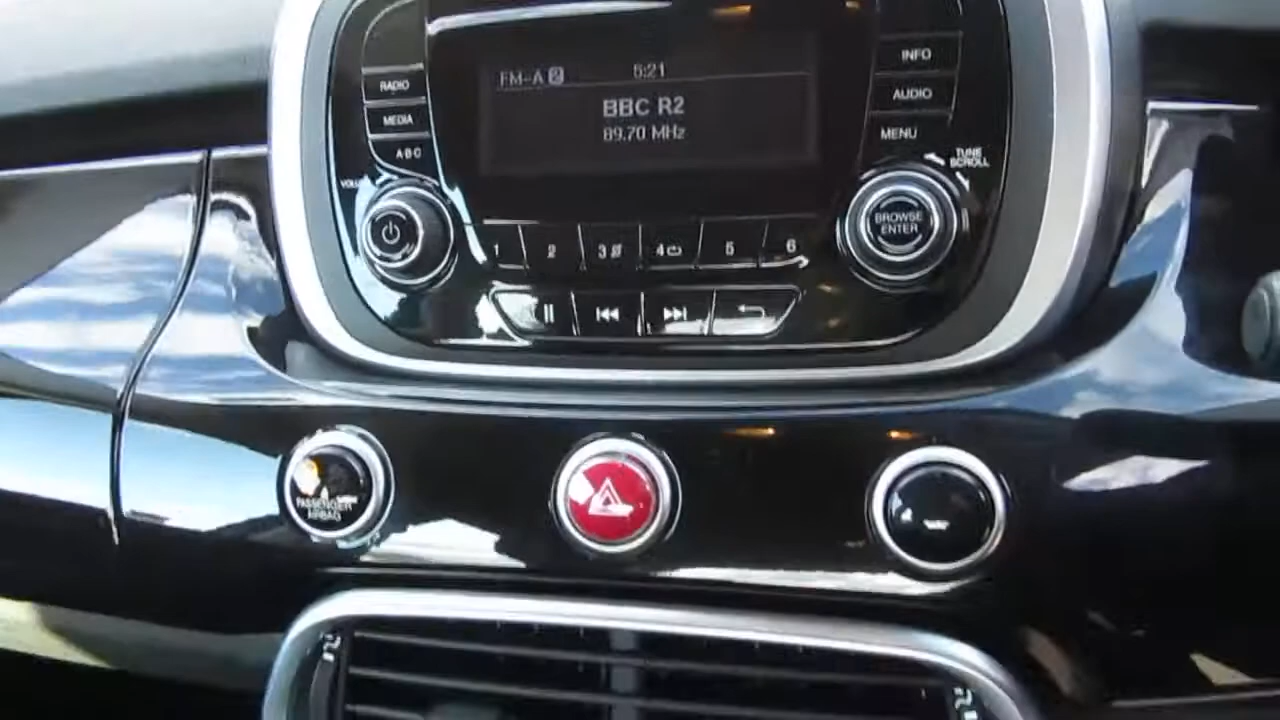 FM-A 2 5:21
BBC R2
89.70 MHz
RADIO
MEDIA
A-B-C
INFO
AUDIO
MENU
TUNE
SCROLL
BROWSE
ENTER
1 2 3 4 5 6
PASSENGER
AIRBAG